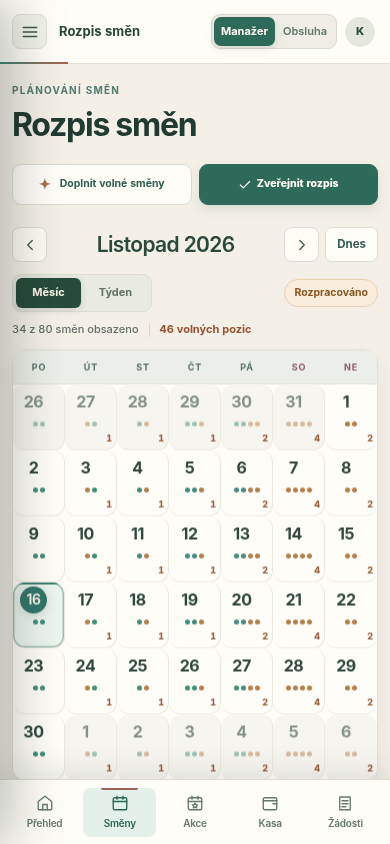 Rozpis směn Manažer Obsluha K
PLÁNOVÁNÍ SMĚN
Rozpis směn
Doplnit volné směny Zveřejnit rozpis
Listopad 2026 Dnes
Měsíc Týden Rozpracováno
34 z 80 směn obsazeno 46 volných pozic
PO ÚT ST ČT PÁ SO NE
26 27 28 29 30 31 1
1 1 1 2 4 2
2 3 4 5 6 7 8
1 1 1 2 4 2
9 10 11 12 13 14 15
1 1 1 2 4 2
16 17 18 19 20 21 22
1 1 1 2 4 2
23 24 25 26 27 28 29
1 1 1 2 4 2
30 1 2 3 4 5 6
1 1 1 2 4 2
Přehled Směny Akce Kasa Žádosti